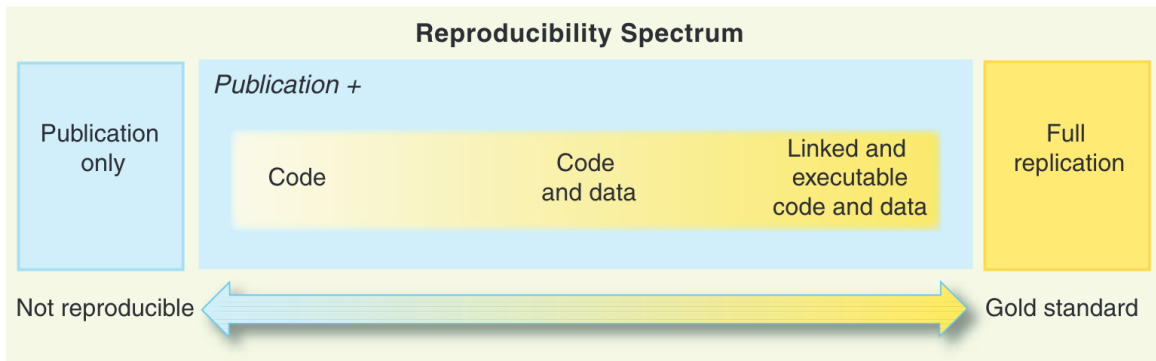 Reproducibility Spectrum
Publication
only
Publication +
Code
Code
and data
Linked and
executable
code and data
Full
replication
Not reproducible
Gold standard